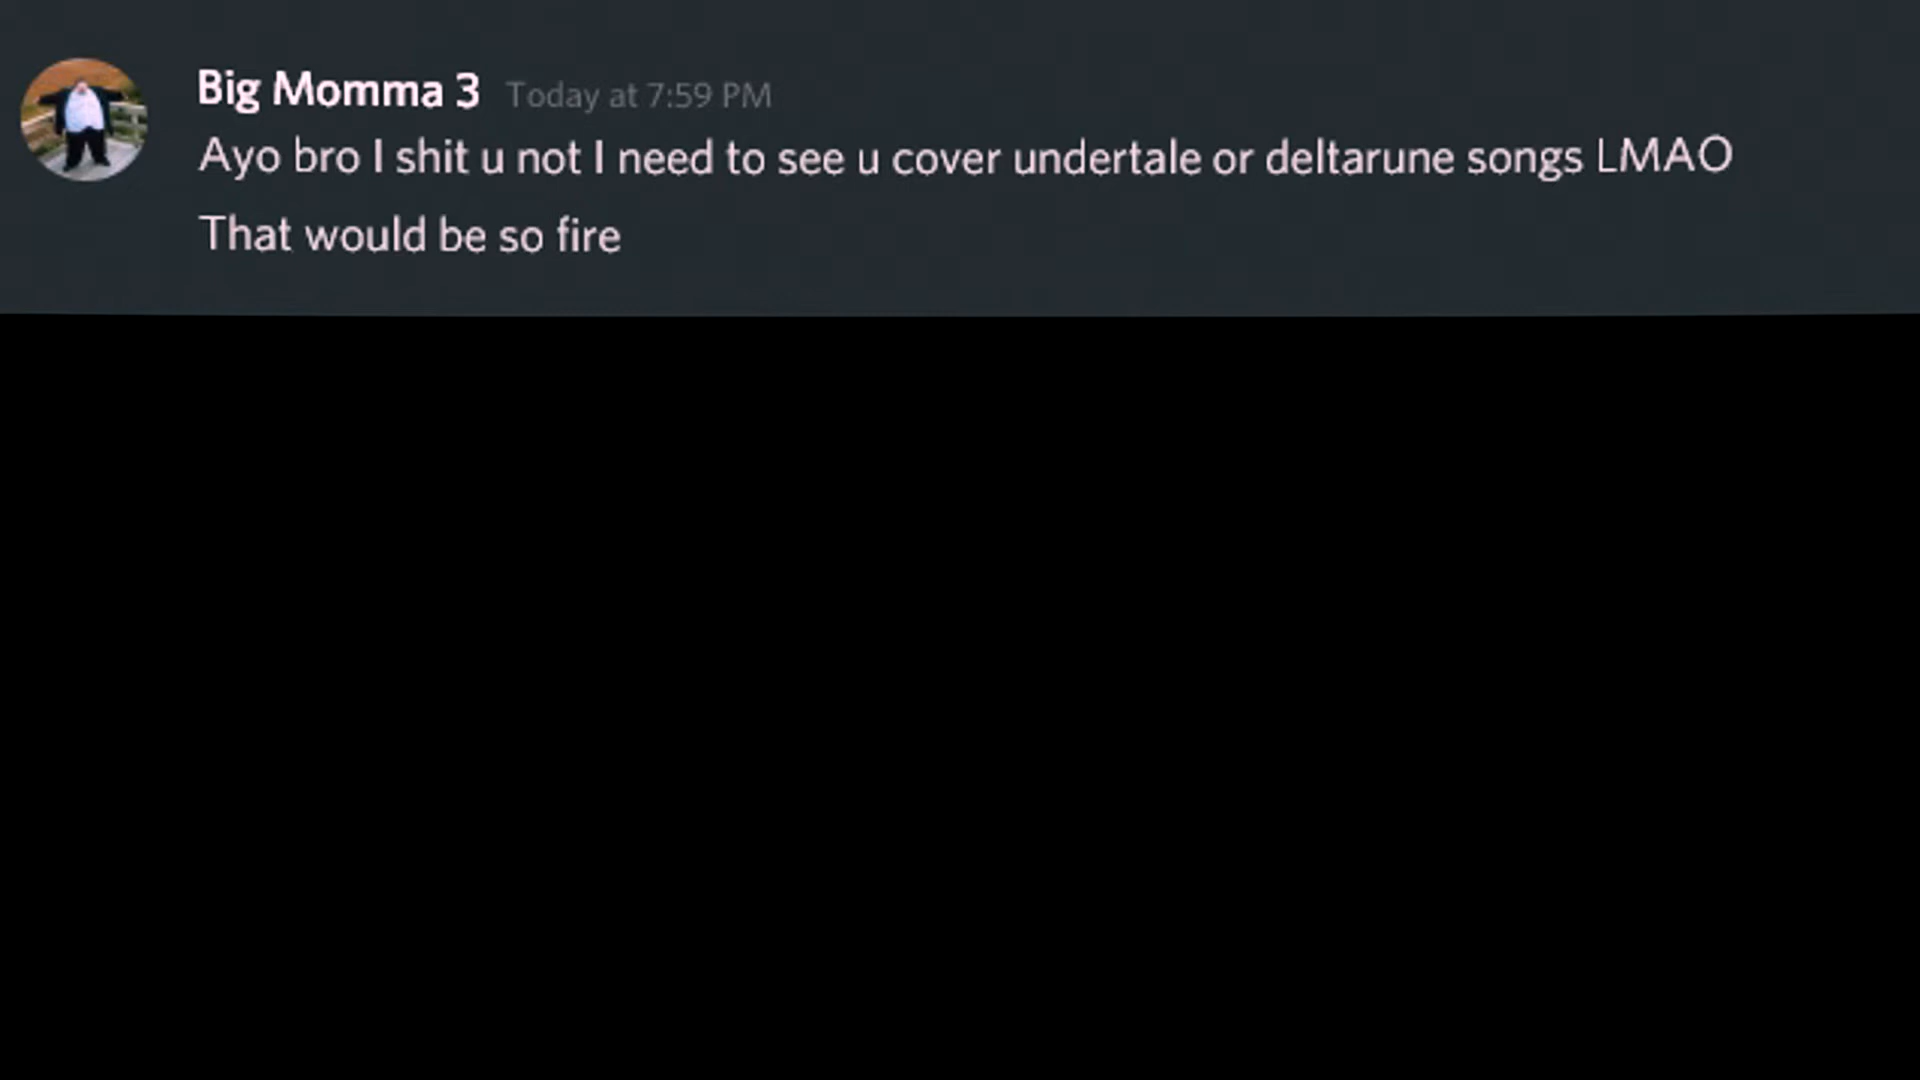 Big Momma 3 Today at 7:59 PM
Ayo bro I shit u not I need to see u cover undertale or deltarune songs LMAO
That would be so fire